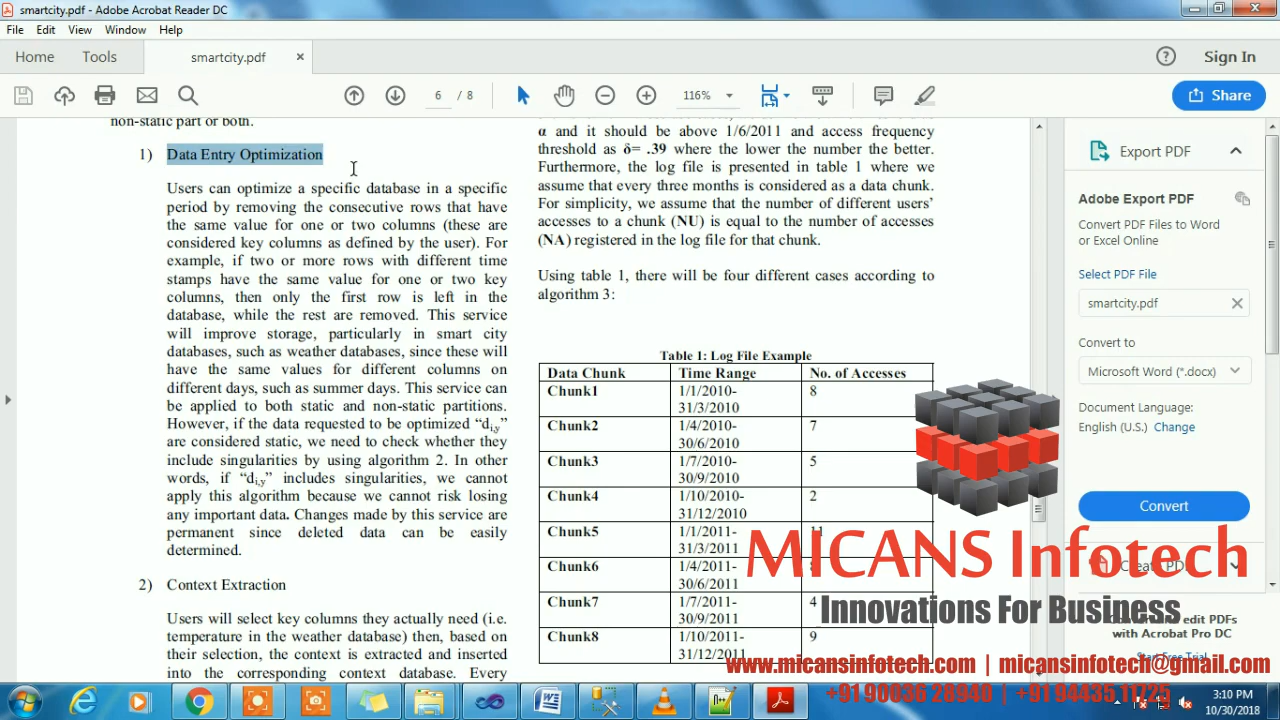 smartcity.pdf - Adobe Acrobat Reader DC
File Edit View Window Help
Home Tools smartcity.pdf × Sign In
6 / 8 116% Share
non-static part or both.
1) Data Entry Optimization
Users can optimize a specific database in a specific
period by removing the consecutive rows that have
the same value for one or two columns (these are
considered key columns as defined by the user). For
example, if two or more rows with different time
stamps have the same value for one or two key
columns, then only the first row is left in the
database, while the rest are removed. This service
will improve storage, particularly in smart city
databases, such as weather databases, since these will
have the same values for different columns on
different days, such as summer days. This service can
be applied to both static and non-static partitions.
However, if the data requested to be optimized “di,y”
are considered static, we need to check whether they
include singularities by using algorithm 2. In other
words, if “di,y” includes singularities, we cannot
apply this algorithm because we cannot risk losing
any important data. Changes made by this service are
permanent since deleted data can be easily
determined.
2) Context Extraction
Users will select key columns they actually need (i.e.
temperature in the weather database) then, based on
their selection, the context is extracted and inserted
into the corresponding context database. Every
α and it should be above 1/6/2011 and access frequency
threshold as δ= .39 where the lower the number the better.
Furthermore, the log file is presented in table 1 where we
assume that every three months is considered as a data chunk.
For simplicity, we assume that the number of different users’
accesses to a chunk (NU) is equal to the number of accesses
(NA) registered in the log file for that chunk.
Using table 1, there will be four different cases according to
algorithm 3:
Table 1: Log File Example
Data Chunk Time Range No. of Accesses
Chunk1 1/1/2010- 8
31/3/2010
Chunk2 1/4/2010- 7
30/6/2010
Chunk3 1/7/2010- 5
30/9/2010
Chunk4 1/10/2010- 2
31/12/2010
Chunk5 1/1/2011- 11
31/3/2011
Chunk6 1/4/2011-
30/6/2011
Chunk7 1/7/2011- 4
30/9/2011
Chunk8 1/10/2011- 9
31/12/2011
Export PDF
Adobe Export PDF
Convert PDF Files to Word
or Excel Online
Select PDF File
smartcity.pdf
Convert to
Microsoft Word (*.docx)
Document Language:
English (U.S.) Change
Convert
Create PDF
edit PDFs
with Acrobat Pro DC
Start Free Trial
MICANS Infotech
Innovations For Business
www.micansinfotech.com | micansinfotech@gmail.com
+91 90036 28940 | +91 94435 11725
3:10 PM
10/30/2018